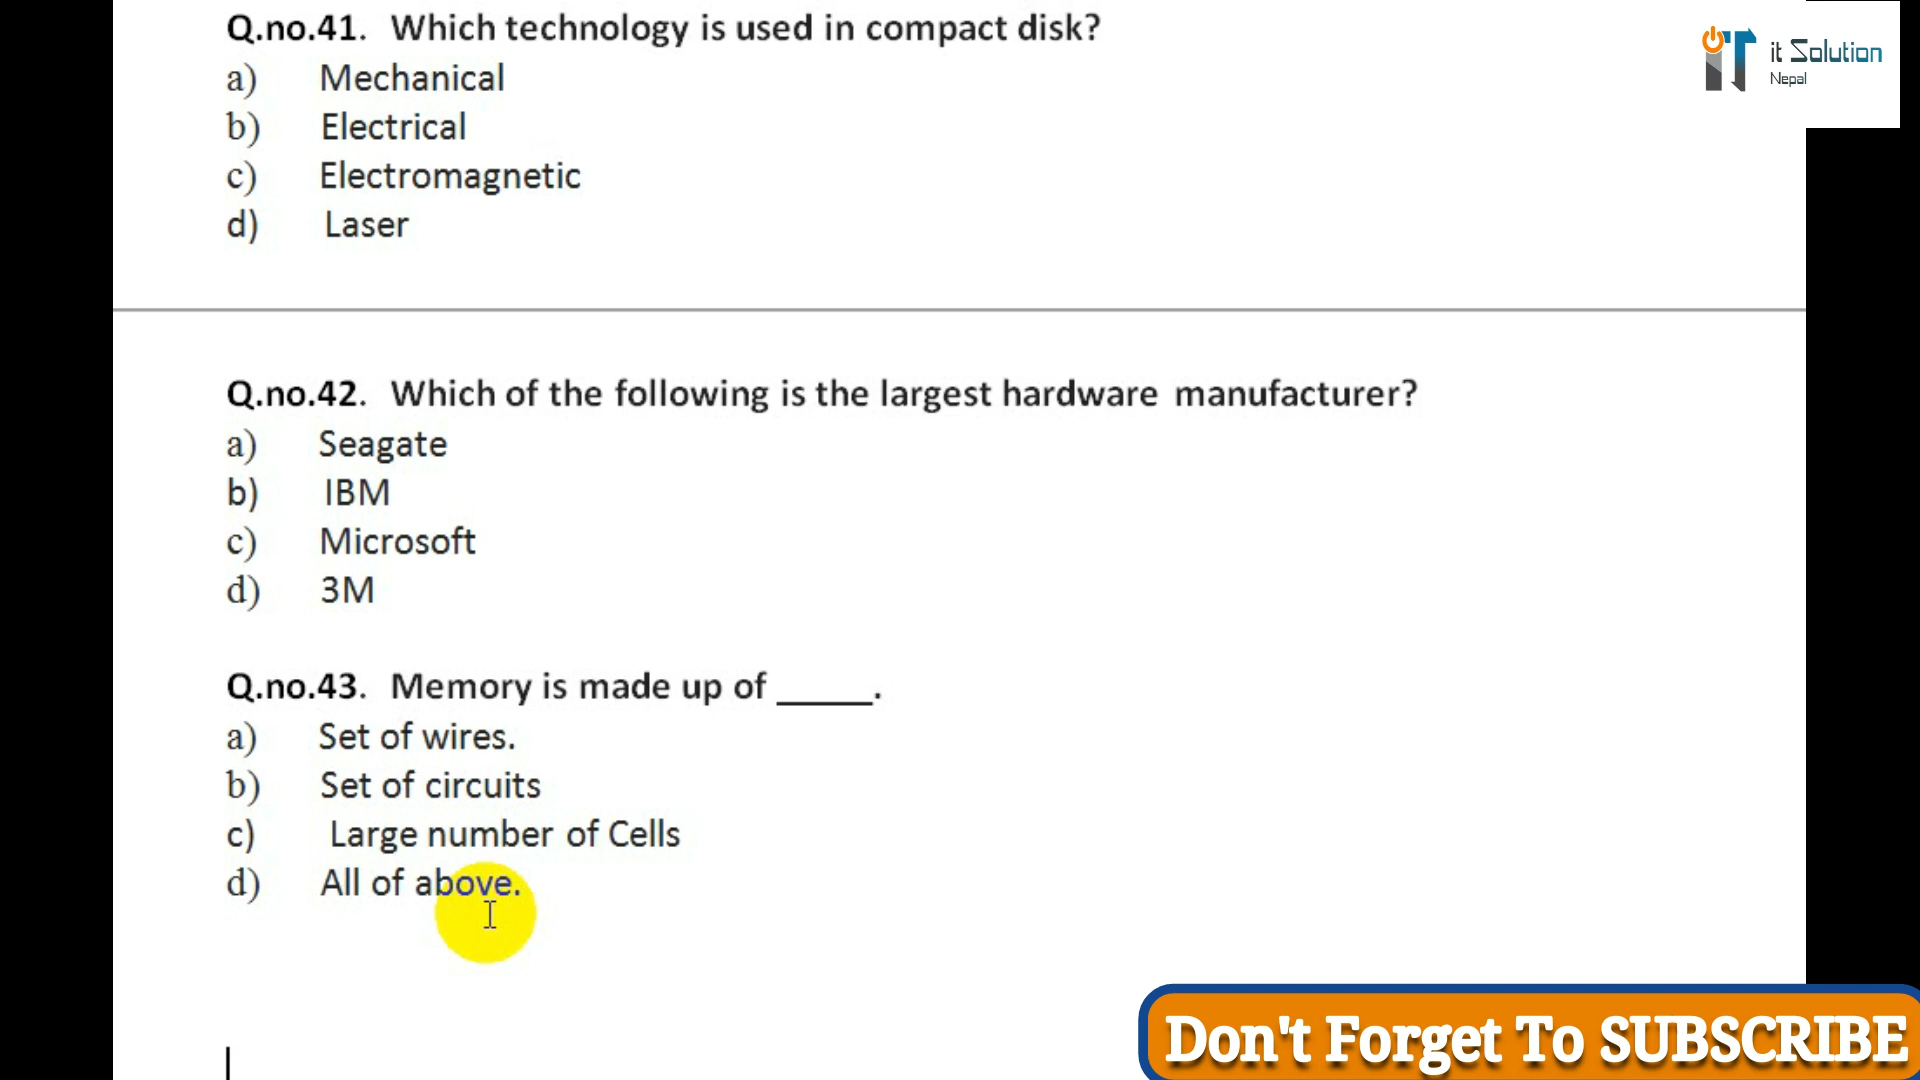 Q.no.41. Which technology is used in compact disk?
a) Mechanical
b) Electrical
c) Electromagnetic
d) Laser
iT it Solution
Nepal
Q.no.42. Which of the following is the largest hardware manufacturer?
a) Seagate
b) IBM
c) Microsoft
d) 3M
Q.no.43. Memory is made up of _____.
a) Set of wires.
b) Set of circuits
c) Large number of Cells
d) All of above.
Don't Forget To SUBSCRIBE